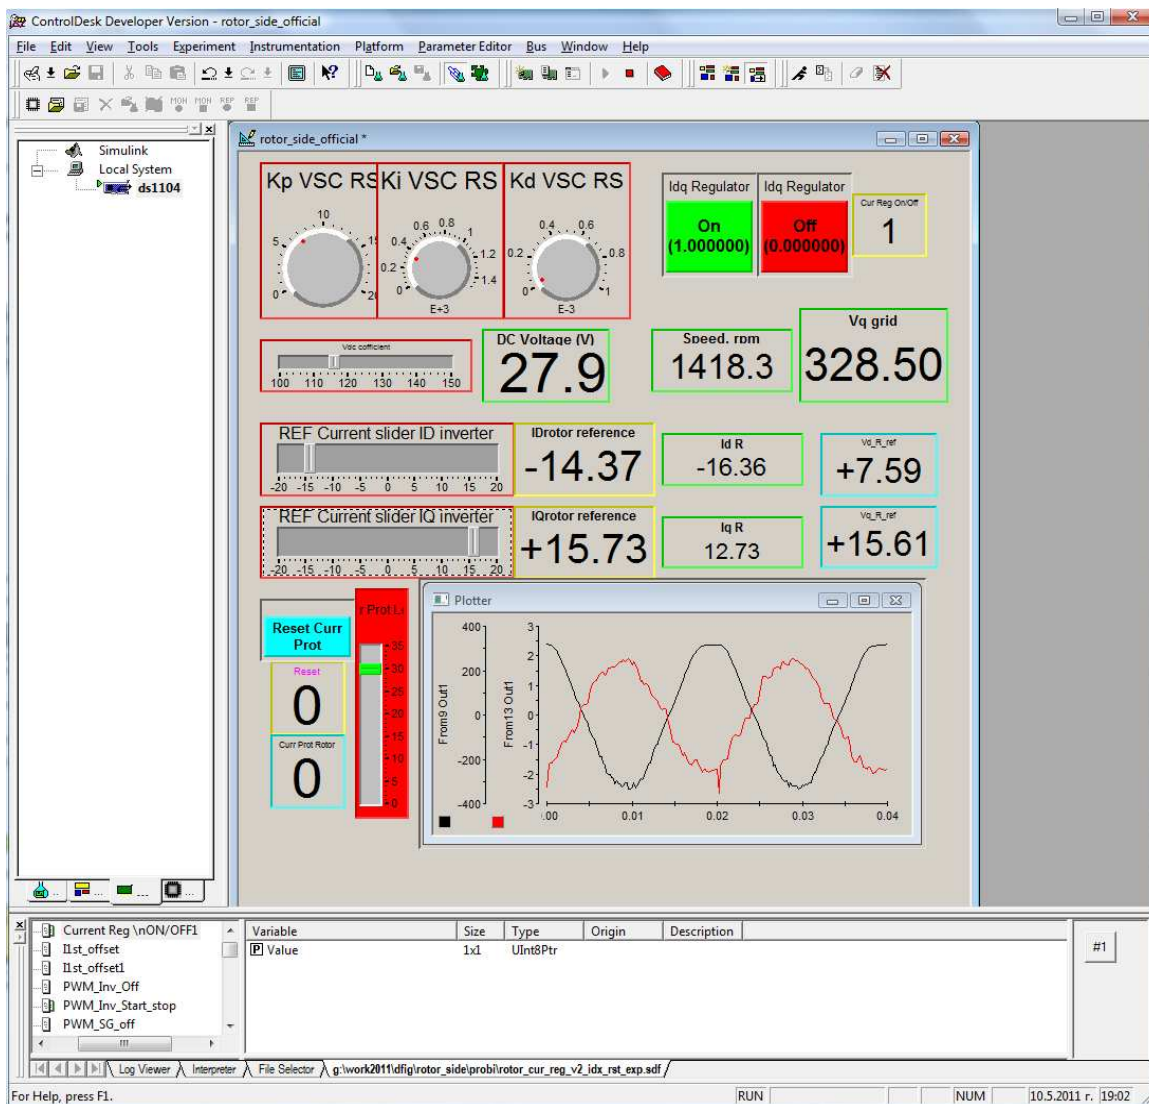 ControlDesk Developer Version - rotor_side_official
File Edit View Tools Experiment Instrumentation Platform Parameter Editor Bus Window Help
MON MON REP REP
Simulink
Local System
ds1104
rotor_side_official *
Kp VSC RS
0 5 10 15 20
Ki VSC RS
0 0.2 0.4 0.6 0.8 1 1.2 1.4
E+3
Kd VSC RS
0 0.2 0.4 0.6 0.8 1
E-3
Idq Regulator
On
(1.000000)
Idq Regulator
Off
(0.000000)
Cur Reg On/Off
1
Vdc cofficient
100 110 120 130 140 150
DC Voltage (V)
27.9
Speed, rpm
1418.3
Vq grid
328.50
REF Current slider ID inverter
-20 -15 -10 -5 0 5 10 15 20
IDrotor reference
-14.37
Id R
-16.36
Vd_R_ref
+7.59
REF Current slider IQ inverter
-20 -15 -10 -5 0 5 10 15 20
IQrotor reference
+15.73
Iq R
12.73
Vq_R_ref
+15.61
Reset Curr
Prot
Reset
0
Curr Prot Rotor
0
r Prot L
35
30
25
20
15
10
5
0
Plotter
From9 Out1
400
200
0
-200
-400
From13 Out1
3
2
1
0
-1
-2
-3
.00 0.01 0.02 0.03 0.04
Current Reg \nON/OFF1
I1st_offset
I1st_offset1
PWM_Inv_Off
PWM_Inv_Start_stop
PWM_SG_off
Variable Size Type Origin Description
P Value 1x1 UInt8Ptr
#1
Log Viewer Interpreter File Selector g:\work2011\dfig\rotor_side\probi\rotor_cur_reg_v2_idx_rst_exp.sdf
For Help, press F1. RUN NUM 10.5.2011 г. 19:02